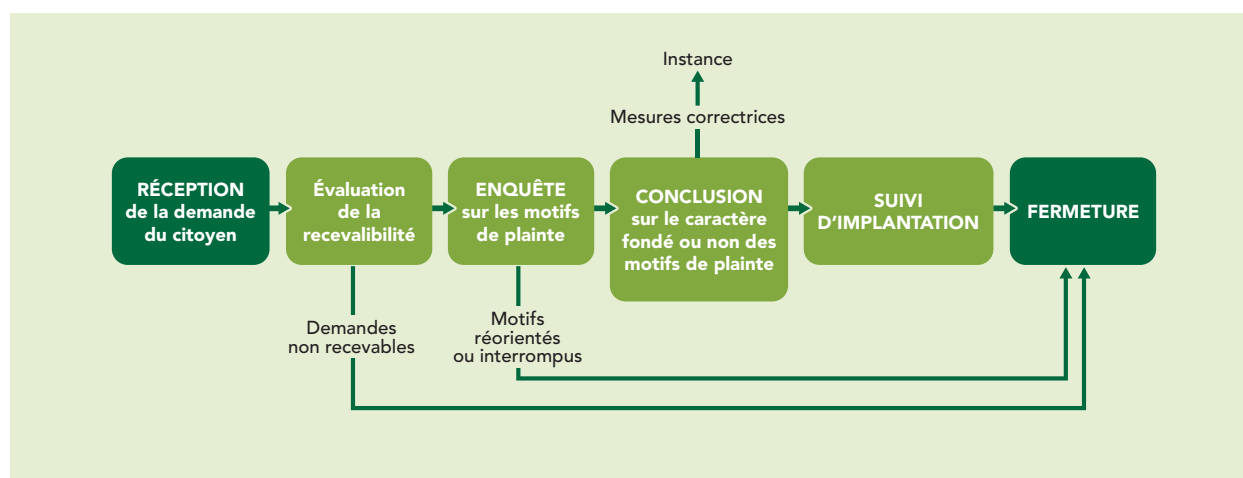 Instance
Mesures correctrices
RÉCEPTION
de la demande
du citoyen
Évaluation
de la
recevalibilité
ENQUÊTE
sur les motifs
de plainte
CONCLUSION
sur le caractère
fondé ou non des
motifs de plainte
SUIVI
D’IMPLANTATION
FERMETURE
Demandes
non recevables
Motifs
réorientés
ou interrompus